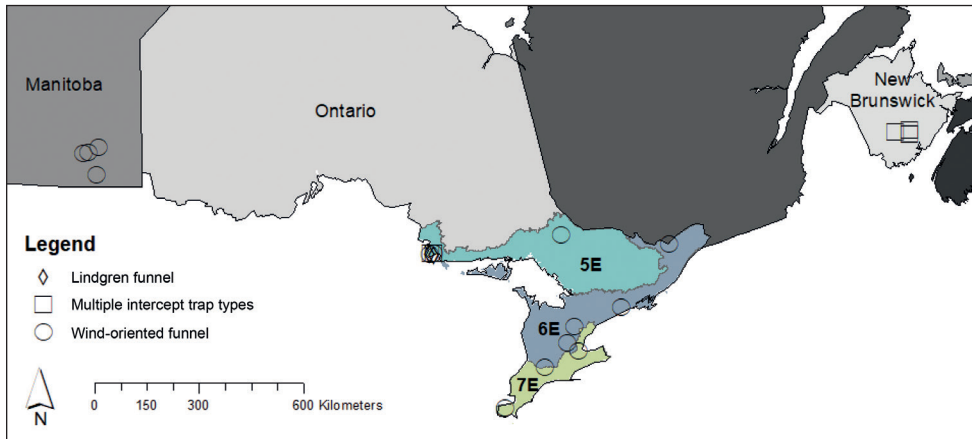 Manitoba
Ontario
New
Brunswick
5E
6E
7E
Legend
Lindgren funnel
Multiple intercept trap types
Wind-oriented funnel
N
0 150 300 600 Kilometers